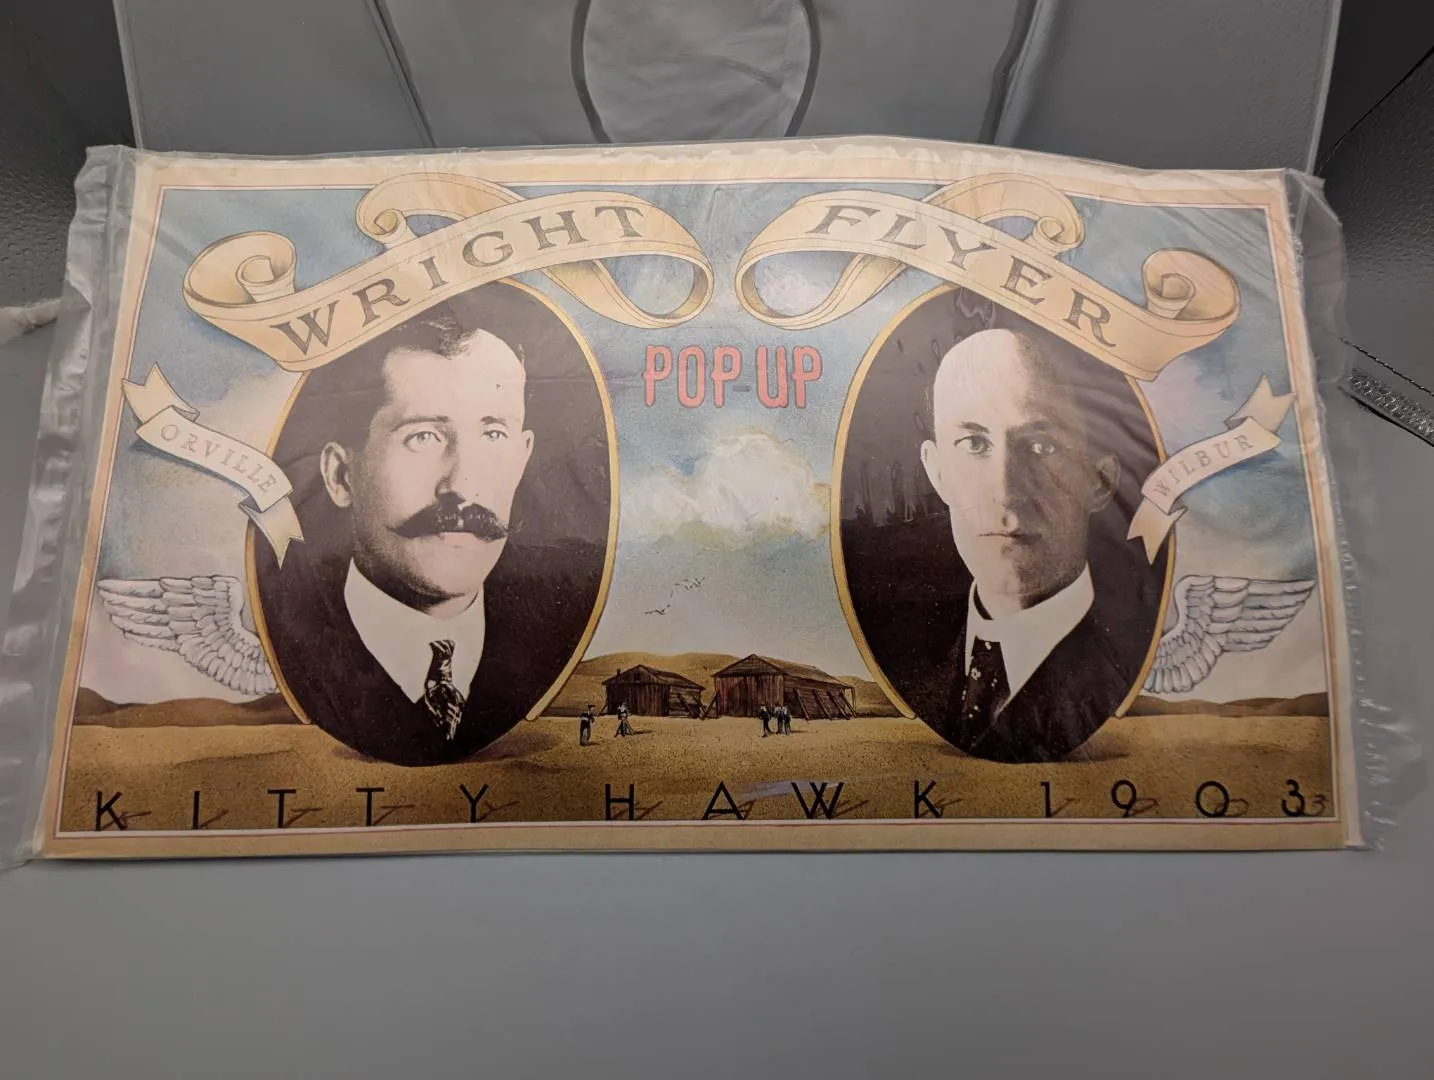 WRIGHT FLYER
POP-UP
ORVILLE
WILBUR
KITTY HAWK 1903